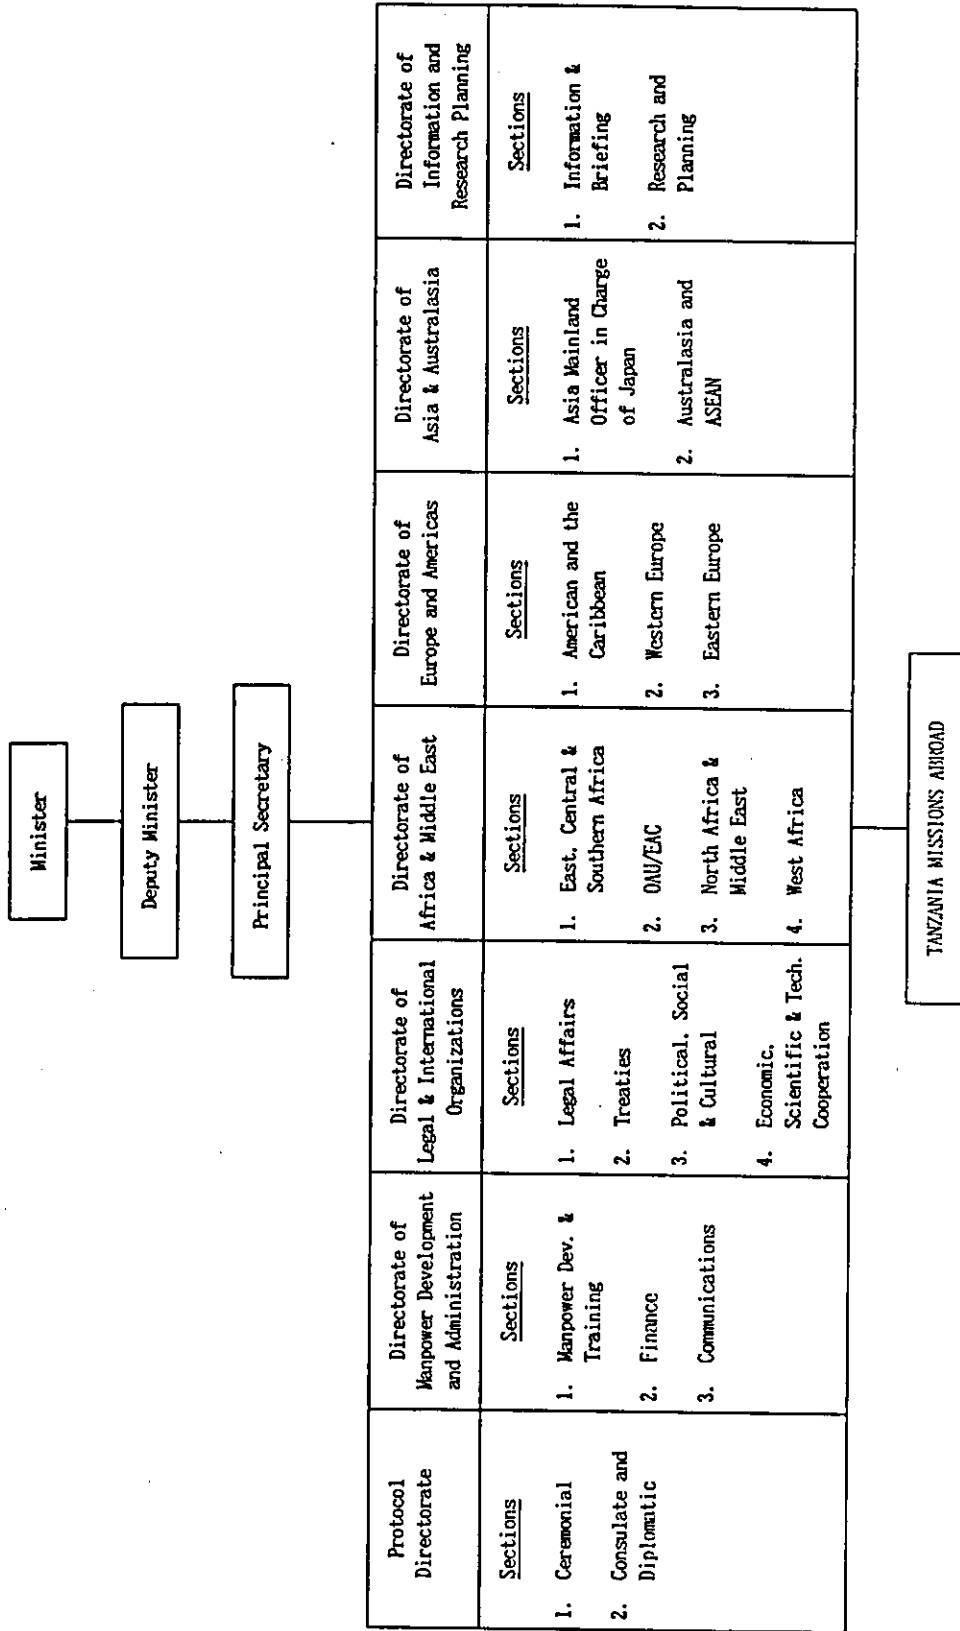 Minister
Deputy Minister
Principal Secretary
Protocol
Directorate
Sections
1. Ceremonial
2. Consulate and
Diplomatic
Directorate of
Manpower Development
and Administration
Sections
1. Manpower Dev. &
Training
2. Finance
3. Communications
Directorate of
Legal & International
Organizations
Sections
1. Legal Affairs
2. Treaties
3. Political. Social
& Cultural
4. Economic.
Scientific & Tech.
Cooperation
Directorate of
Africa & Middle East
Sections
1. East. Central &
Southern Africa
2. OAU/EAC
3. North Africa &
Middle East
4. West Africa
Directorate of
Europe and Americas
Sections
1. American and the
Caribbean
2. Western Europe
3. Eastern Europe
Directorate of
Asia & Australasia
Sections
1. Asia Mainland
Officer in Charge
of Japan
2. Australasia and
ASEAN
Directorate of
Information and
Research Planning
Sections
1. Information &
Briefing
2. Research and
Planning
TANZANIA MISSIONS ABROAD